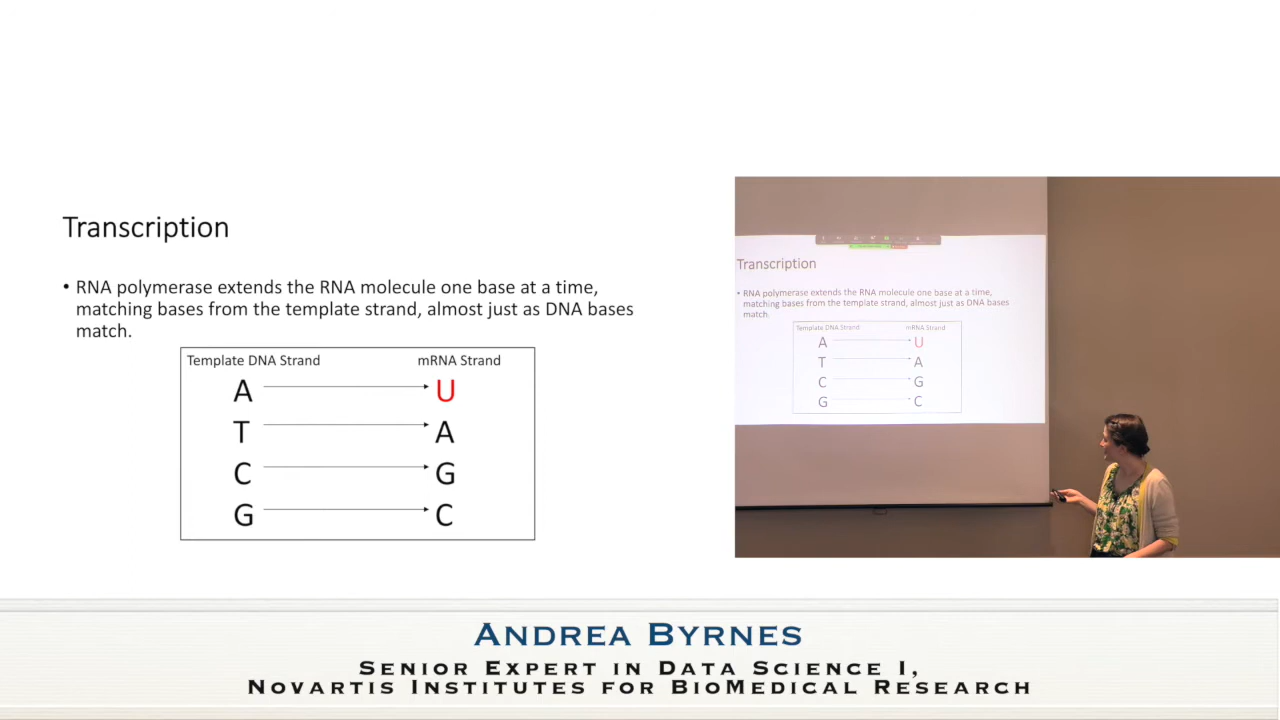 Transcription
• RNA polymerase extends the RNA molecule one base at a time,
matching bases from the template strand, almost just as DNA bases
match.
Template DNA Strand mRNA Strand
A U
T A
C G
G C
Transcription
• RNA polymerase extends the RNA molecule one base at a time,
matching bases from the template strand, almost just as DNA bases
match.
Template DNA Strand mRNA Strand
A U
T A
C G
G C
Andrea Byrnes
Senior Expert in Data Science I,
Novartis Institutes for BioMedical Research